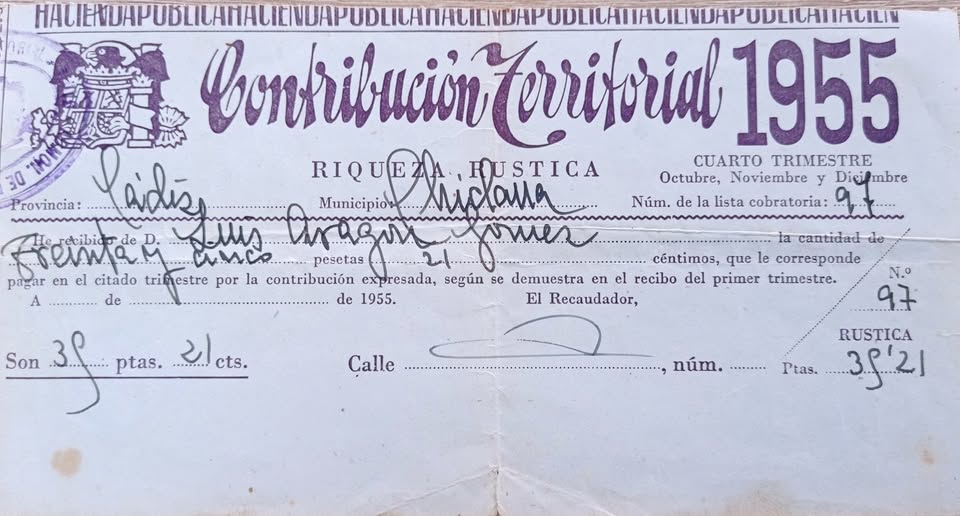 HACIENDAPUBLICAHACIENDAPUBLICAHACIENDAPUBLICAHACIENDAPUBLICAHACIEN
Contribución Territorial 1955
RIQUEZA RUSTICA
CUARTO TRIMESTRE
Octubre, Noviembre y Diciembre
Provincia: Cádiz Municipio Chiclana Núm. de la lista cobratoria: 97
He recibido de D. Luis Aragon Gomez la cantidad de
Treinta y cinco pesetas 21 céntimos, que le corresponde
pagar en el citado trimestre por la contribución expresada, según se demuestra en el recibo del primer trimestre.
A de de 1955. El Recaudador,
N.º
97
RUSTICA
Son 35 ptas. 21 cts. Calle , núm. Ptas. 35'21